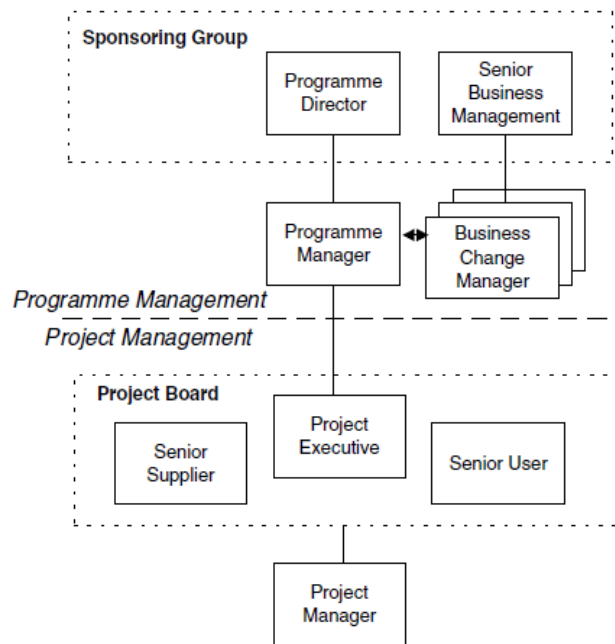 Sponsoring Group
Programme
Director
Senior
Business
Management
Programme
Manager
Business
Change
Manager
Programme Management
Project Management
Project Board
Senior
Supplier
Project
Executive
Senior User
Project
Manager